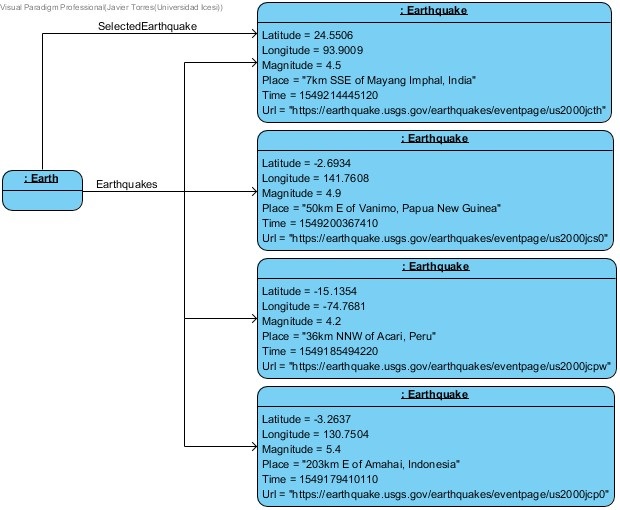 Visual Paradigm Professional(Javier Torres(Universidad Icesi))
: Earthquake
SelectedEarthquake
Latitude = 24.5506
Longitude = 93.9009
Magnitude = 4.5
Place = "7km SSE of Mayang Imphal, India"
Time = 1549214445120
Url = "https://earthquake.usgs.gov/earthquakes/eventpage/us2000jcth"
: Earthquake
Latitude = -2.6934
Longitude = 141.7608
Magnitude = 4.9
Place = "50km E of Vanimo, Papua New Guinea"
Time = 1549200367410
Url = "https://earthquake.usgs.gov/earthquakes/eventpage/us2000jcs0"
: Earth
Earthquakes
: Earthquake
Latitude = -15.1354
Longitude = -74.7681
Magnitude = 4.2
Place = "36km NNW of Acari, Peru"
Time = 1549185494220
Url = "https://earthquake.usgs.gov/earthquakes/eventpage/us2000jcpw"
: Earthquake
Latitude = -3.2637
Longitude = 130.7504
Magnitude = 5.4
Place = "203km E of Amahai, Indonesia"
Time = 1549179410110
Url = "https://earthquake.usgs.gov/earthquakes/eventpage/us2000jcp0"